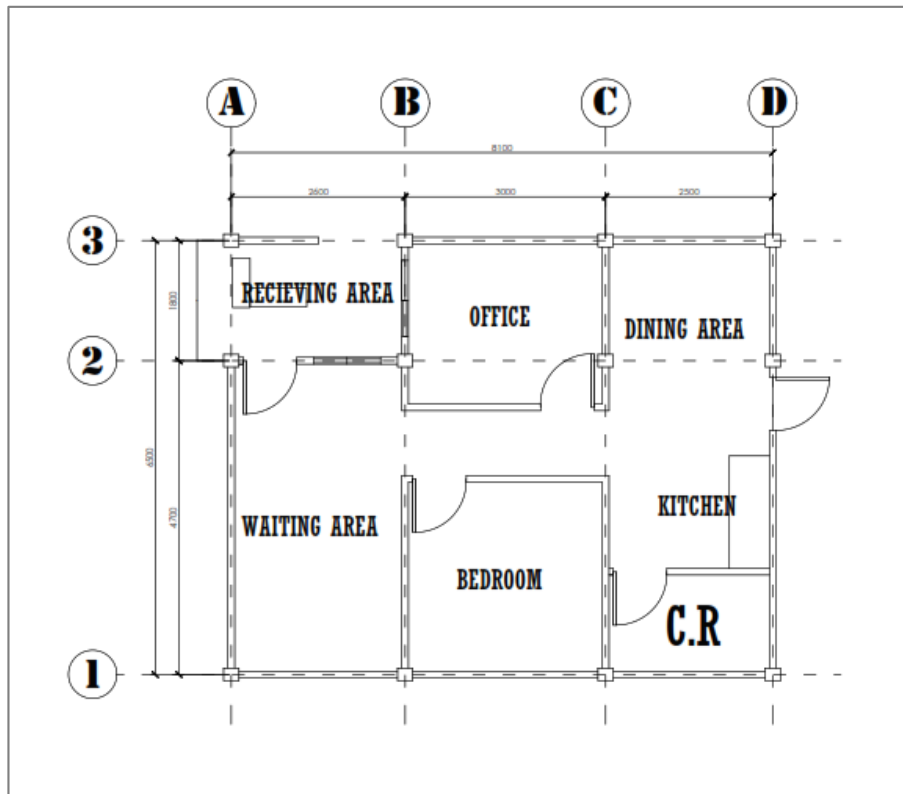 A B C D
8100
2600 3000 2500
3
RECIEVING AREA
OFFICE
DINING AREA
1800
2
6500
4700
WAITING AREA
KITCHEN
BEDROOM
C.R
1